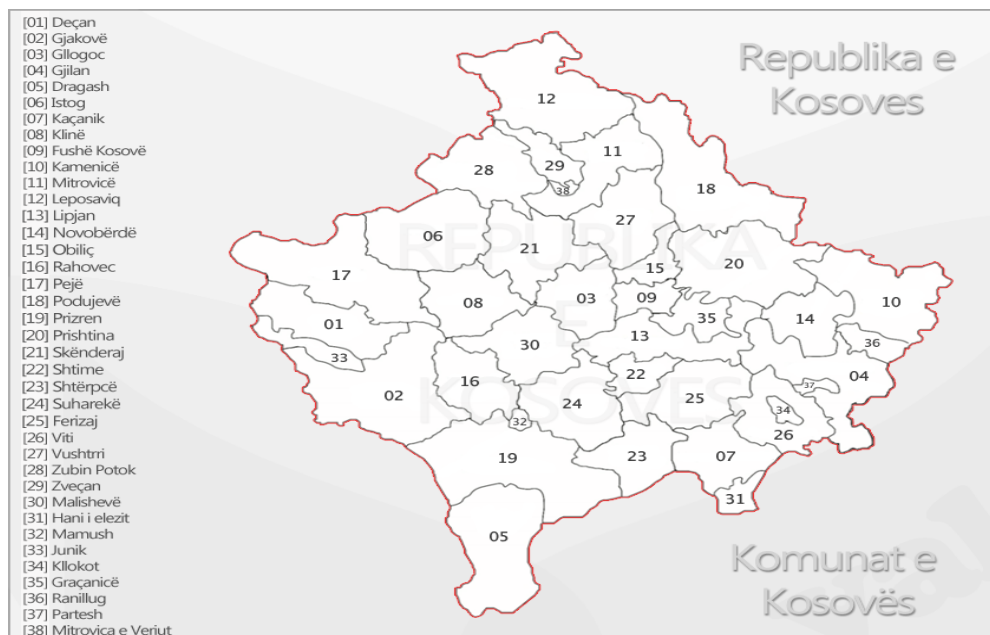 [01] Deçan
[02] Gjakovë
[03] Gllogoc
[04] Gjilan
[05] Dragash
[06] Istog
[07] Kaçanik
[08] Klinë
[09] Fushë Kosovë
[10] Kamenicë
[11] Mitrovicë
[12] Leposaviq
[13] Lipjan
[14] Novobërdë
[15] Obiliç
[16] Rahovec
[17] Pejë
[18] Podujevë
[19] Prizren
[20] Prishtina
[21] Skënderaj
[22] Shtime
[23] Shtërpcë
[24] Suharekë
[25] Ferizaj
[26] Viti
[27] Vushtrri
[28] Zubin Potok
[29] Zveçan
[30] Malishevë
[31] Hani i elezit
[32] Mamush
[33] Junik
[34] Kllokot
[35] Graçanicë
[36] Ranillug
[37] Partesh
[38] Mitrovica e Veriut
Republika e
Kosoves
12
11
29
28
38
18
27
06
21
20
15
17
03
08
09
10
35
14
01
13
30
36
33
22
04
16
37
02
25
24
34
32
26
19
23
07
31
05
REPUBLIKA
E
KOSOVES
Komunat e
Kosovës